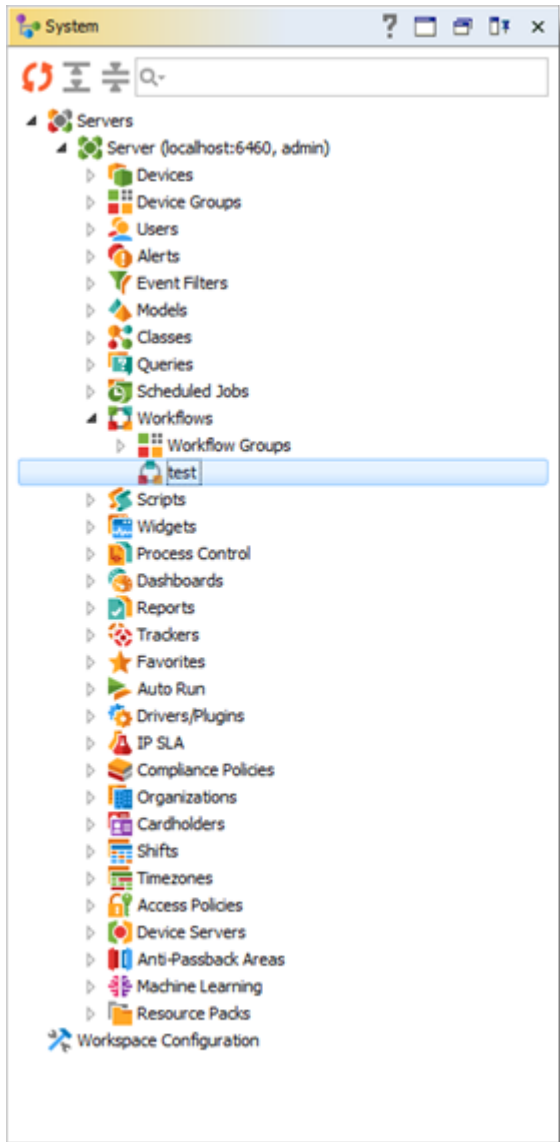 System
Servers
Server (localhost:6460, admin)
Devices
Device Groups
Users
Alerts
Event Filters
Models
Classes
Queries
Scheduled Jobs
Workflows
Workflow Groups
test
Scripts
Widgets
Process Control
Dashboards
Reports
Trackers
Favorites
Auto Run
Drivers/Plugins
IP SLA
Compliance Policies
Organizations
Cardholders
Shifts
Timezones
Access Policies
Device Servers
Anti-Passback Areas
Machine Learning
Resource Packs
Workspace Configuration